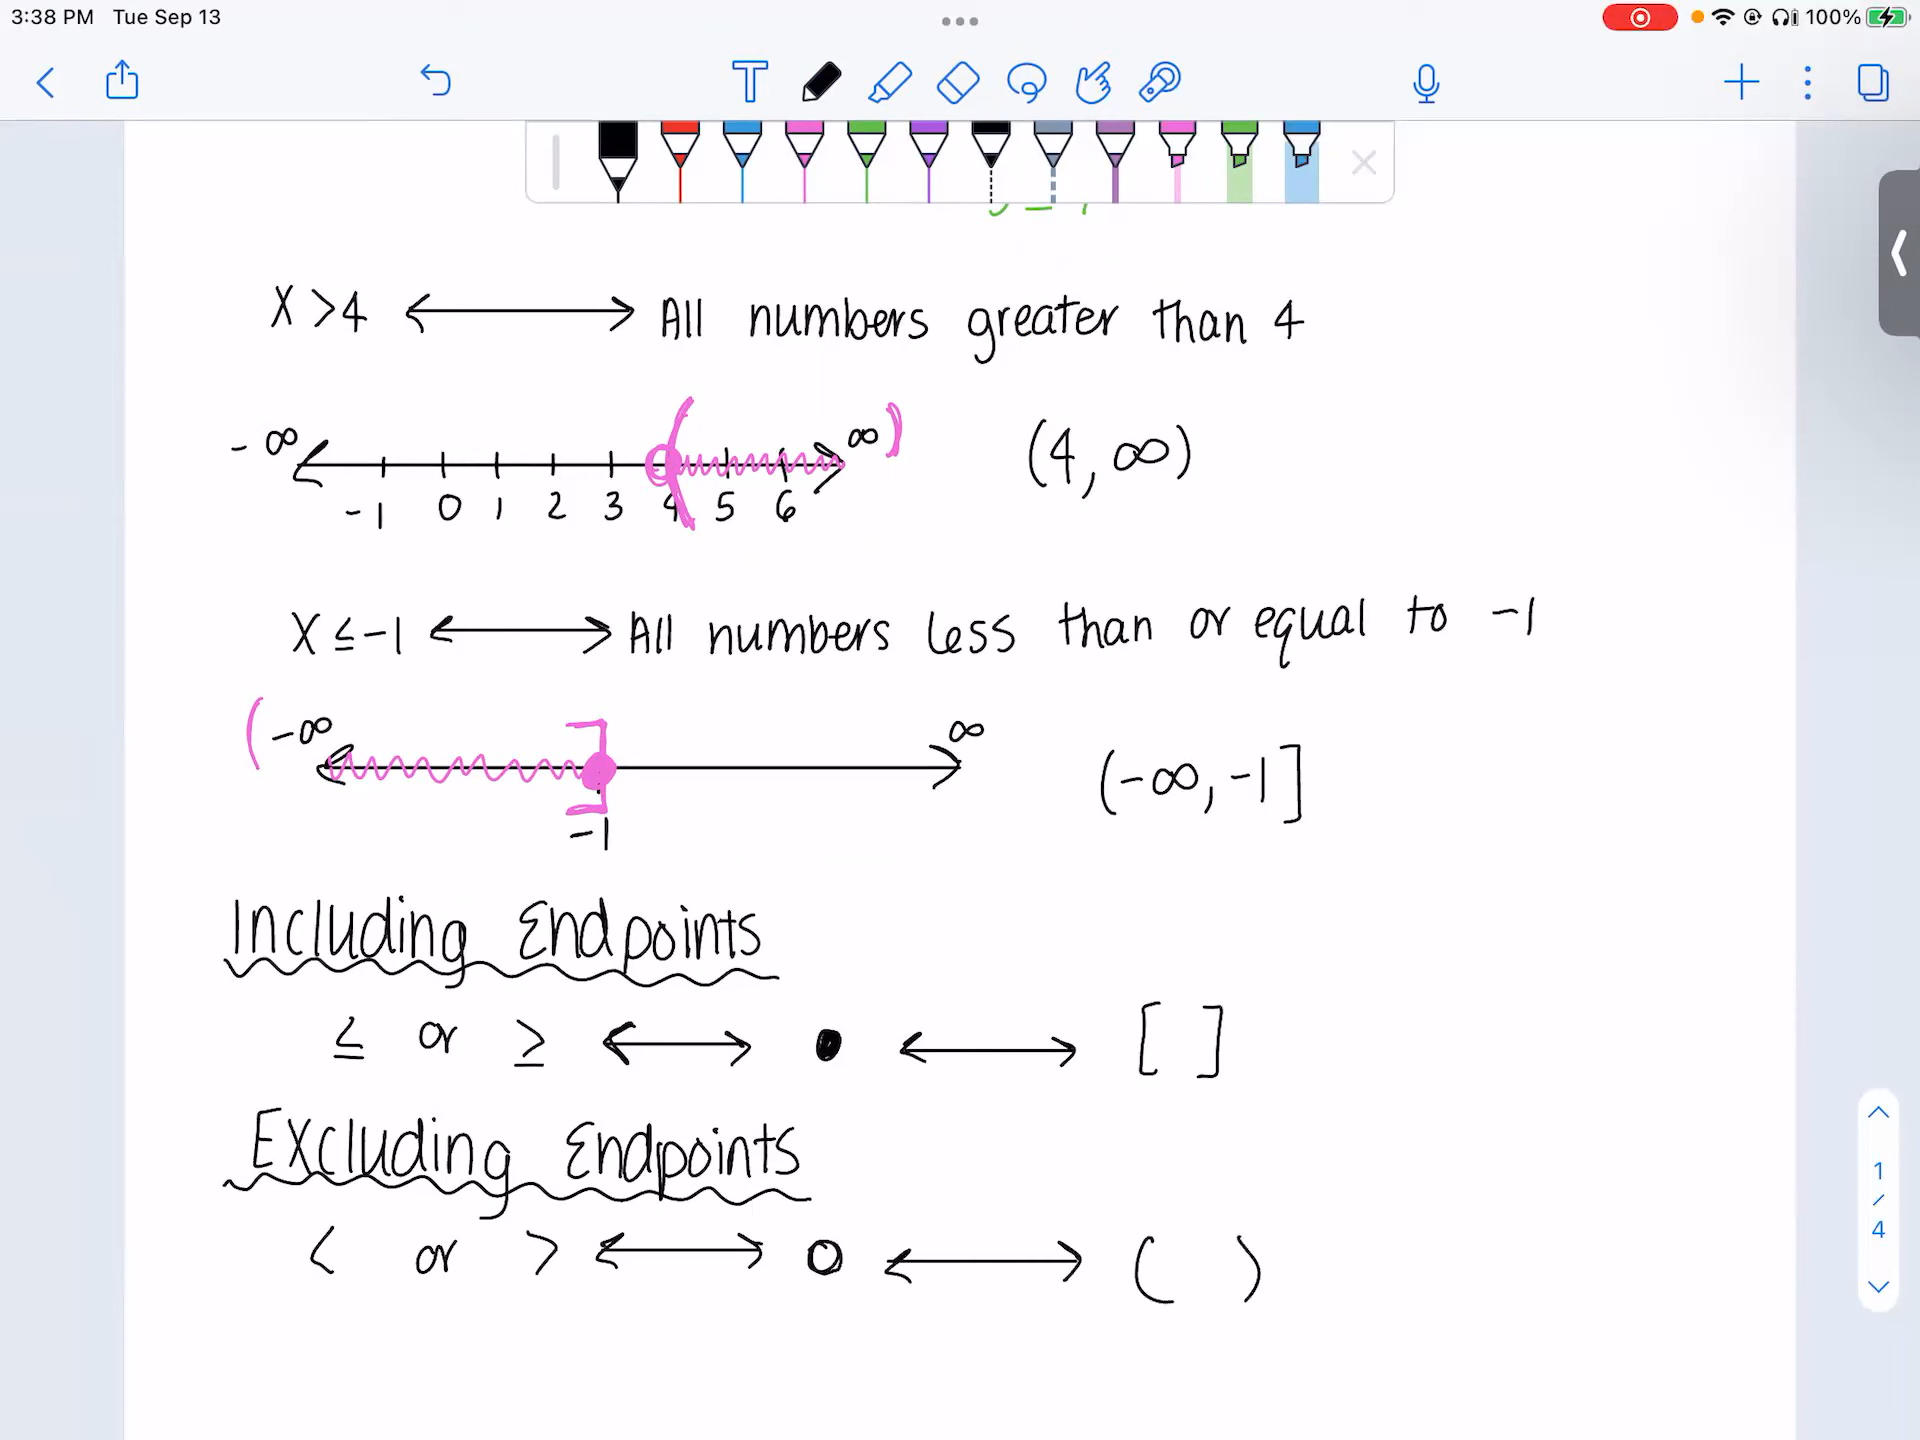 3:38 PM Tue Sep 13 100%
X > 4 ⟷ All numbers greater than 4
-∞ ∞ )
( 
-1 0 1 2 3 4 5 6
(4, ∞)
X ≤ -1 ⟷ All numbers less than or equal to -1
( -∞ ] ∞
-1
(-∞, -1]
Including Endpoints
≤ or ≥ ⟷ ● ⟷ [ ]
Excluding Endpoints
< or > ⟷ ○ ⟷ ( )
1
/
4